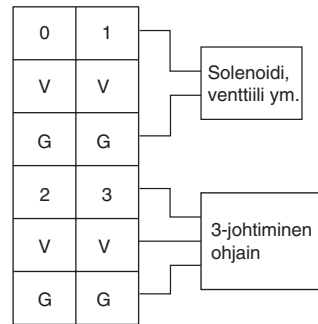 0 1
V V
G G
2 3
V V
G G
Solenoidi,
venttiili ym.
3-johtiminen
ohjain